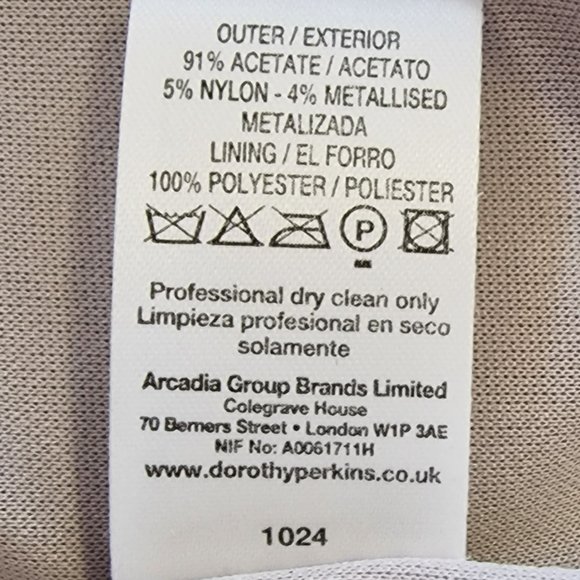 OUTER / EXTERIOR
91% ACETATE / ACETATO
5% NYLON - 4% METALLISED
METALIZADA
LINING / EL FORRO
100% POLYESTER / POLIESTER
P
Professional dry clean only
Limpieza profesional en seco
solamente
Arcadia Group Brands Limited
Colegrave House
70 Berners Street • London W1P 3AE
NIF No: A0061711H
www.dorothyperkins.co.uk
1024